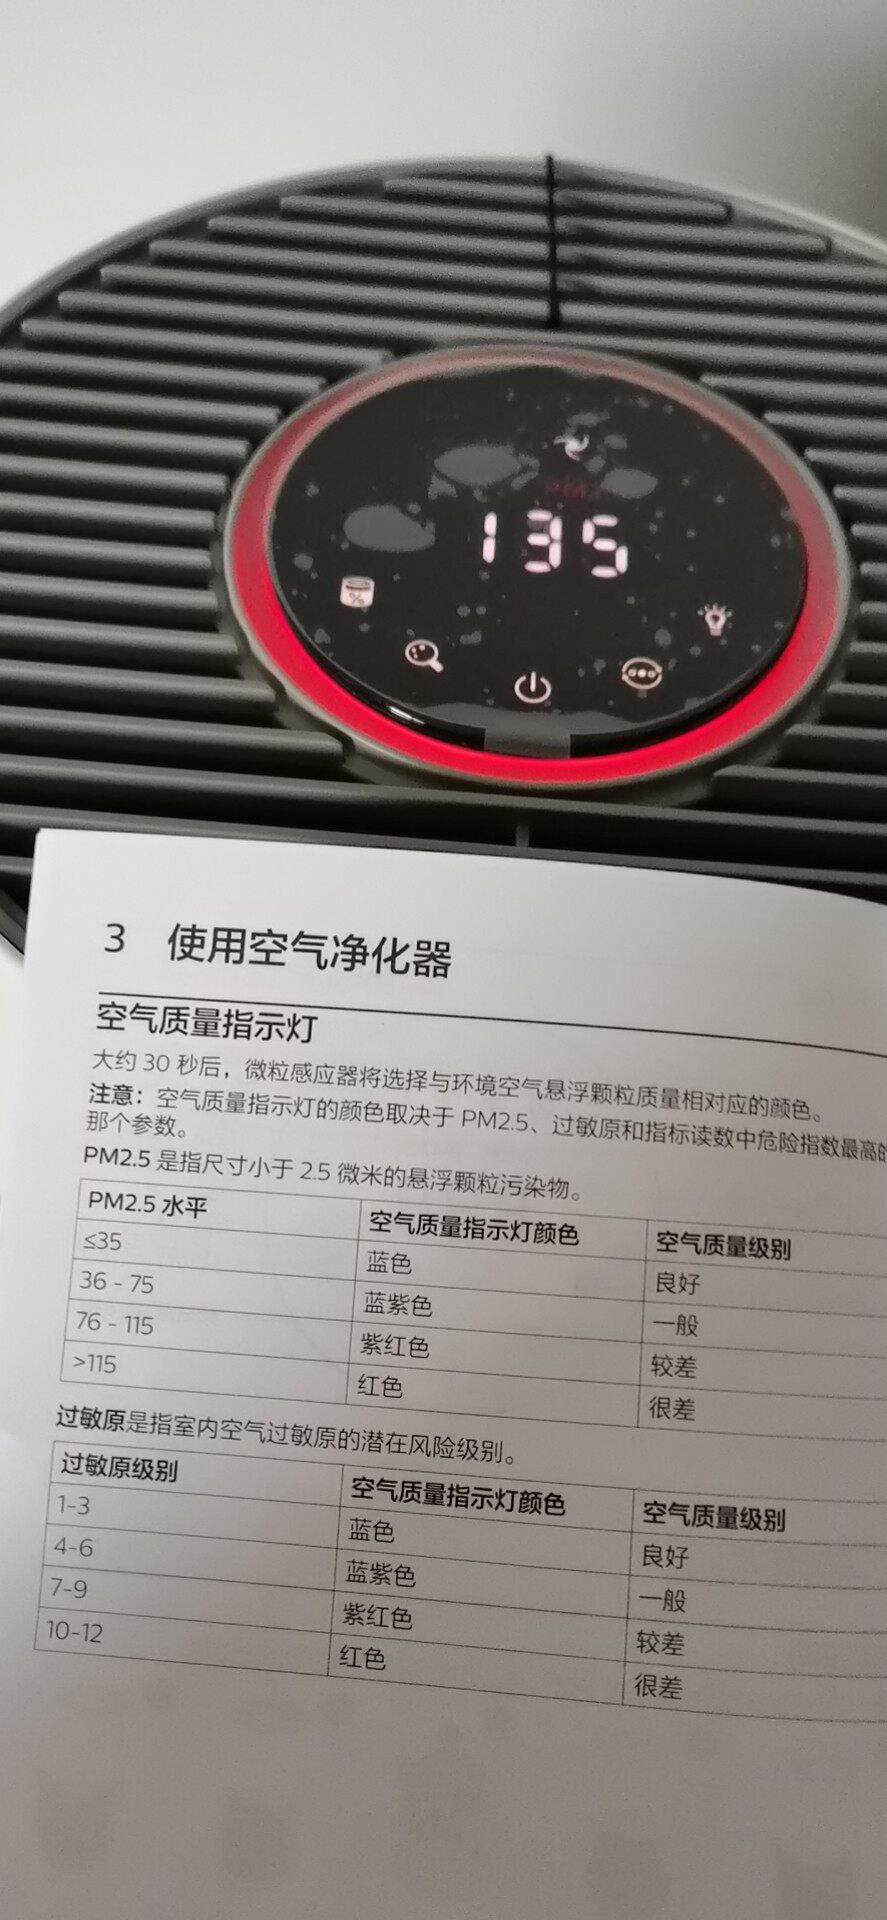 135
3 使用空气净化器
空气质量指示灯
大约 30 秒后，微粒感应器将选择与环境空气悬浮颗粒质量相对应的颜色。
注意：空气质量指示灯的颜色取决于 PM2.5、过敏原和指标读数中危险指数最高的
那个参数。
PM2.5 是指尺寸小于 2.5 微米的悬浮颗粒污染物。
PM2.5 水平 空气质量指示灯颜色 空气质量级别
≤35 蓝色 良好
36 - 75 蓝紫色 一般
76 - 115 紫红色 较差
>115 红色 很差
过敏原是指室内空气过敏原的潜在风险级别。
过敏原级别 空气质量指示灯颜色 空气质量级别
1-3 蓝色 良好
4-6 蓝紫色 一般
7-9 紫红色 较差
10-12 红色 很差